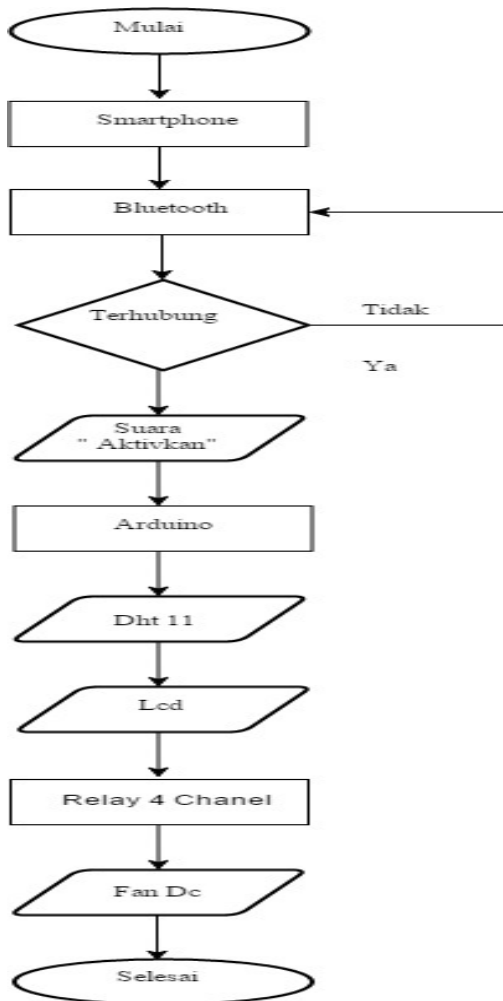 Mulai
Smartphone
Bluetooth
Terhubung
Tidak
Ya
Suara
" Aktivkan"
Arduino
Dht 11
Lcd
Relay 4 Chanel
Fan Dc
Selesai